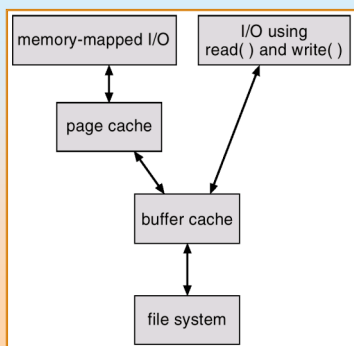 memory-mapped I/O
I/O using
read( ) and write( )
page cache
buffer cache
file system